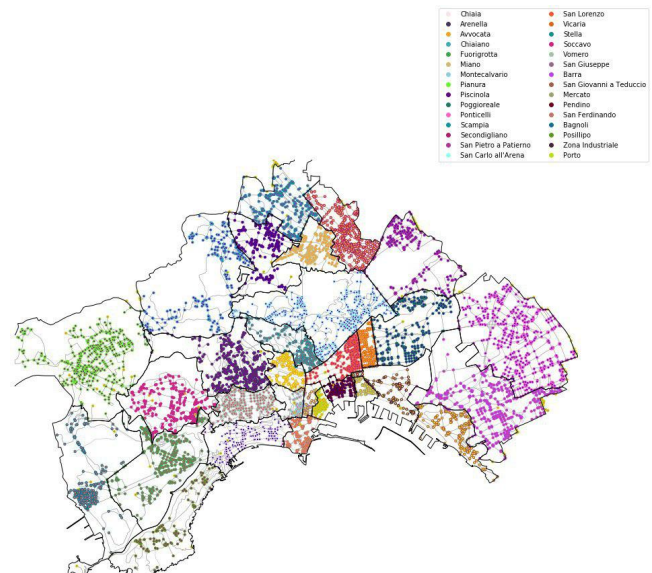 Chiaia
Arenella
Avvocata
Chiaiano
Fuorigrotta
Miano
Montecalvario
Pianura
Piscinola
Poggioreale
Ponticelli
Scampia
Secondigliano
San Pietro a Patierno
San Carlo all'Arena
San Lorenzo
Vicaria
Stella
Soccavo
Vomero
San Giuseppe
Barra
San Giovanni a Teduccio
Mercato
Pendino
San Ferdinando
Bagnoli
Posillipo
Zona Industriale
Porto